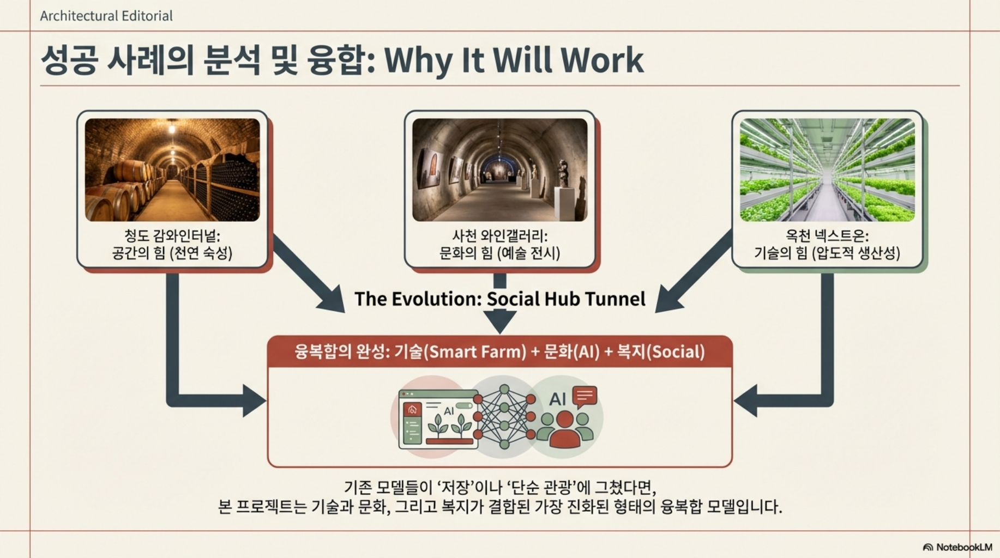 Architectural Editorial
성공 사례의 분석 및 융합: Why It Will Work
청도 감와인터널:
공간의 힘 (천연 숙성)
사천 와인갤러리:
문화의 힘 (예술 전시)
옥천 넥스트온:
기슬의 힘 (압도적 생산성)
The Evolution: Social Hub Tunnel
융복합의 완성: 기술(Smart Farm) + 문화(AI) + 복지(Social)
AI
AI
기존 모델들이 ‘저장’이나 ‘단순 관광’에 그쳤다면,
본 프로젝트는 기술과 문화, 그리고 복지가 결합된 가장 진화된 형태의 융복합 모델입니다.
NotebookLM